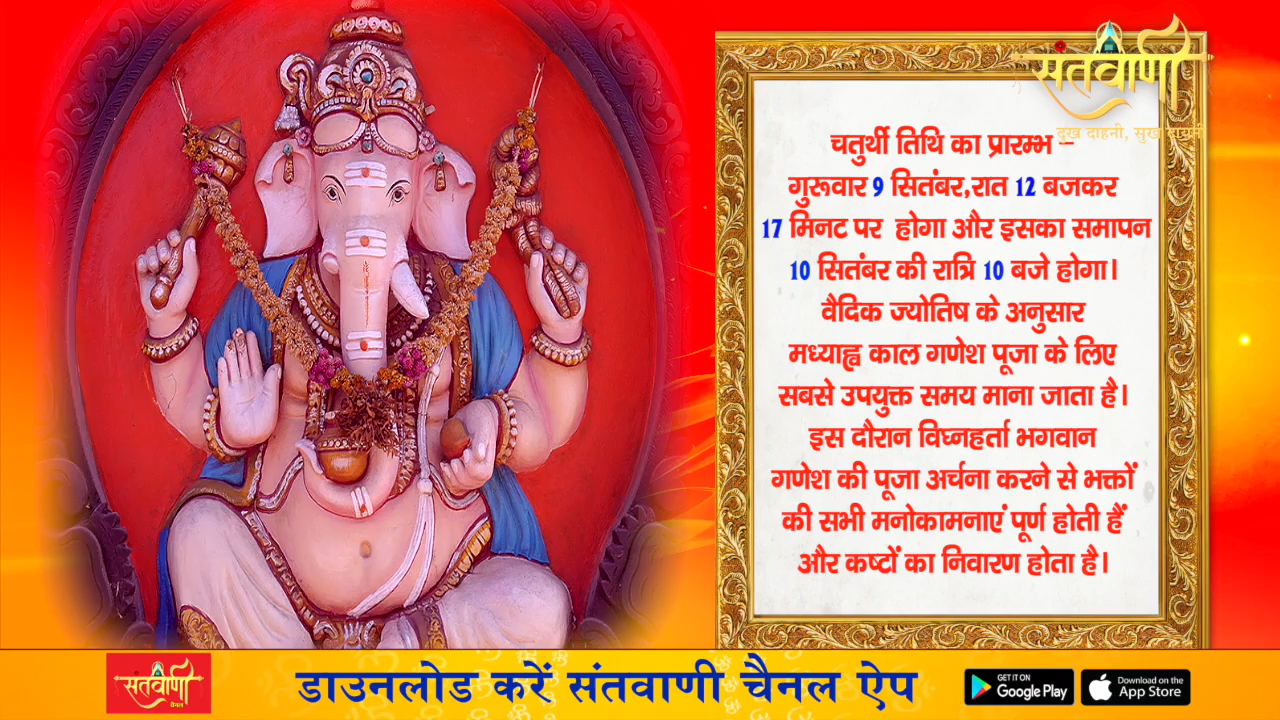 संतवाणी
दुख दाहनी, सुख दायनी
चतुर्थी तिथि का प्रारम्भ –
गुरूवार 9 सितंबर,रात 12 बजकर
17 मिनट पर होगा और इसका समापन
10 सितंबर की रात्रि 10 बजे होगा।
वैदिक ज्योतिष के अनुसार
मध्याह्न काल गणेश पूजा के लिए
सबसे उपयुक्त समय माना जाता है।
इस दौरान विघ्नहर्ता भगवान
गणेश की पूजा अर्चना करने से भक्तों
की सभी मनोकामनाएं पूर्ण होती हैं
और कष्टों का निवारण होता है।
संतवाणी
चैनल
डाउनलोड करें संतवाणी चैनल ऐप
GET IT ON
Google Play
Download on the
App Store